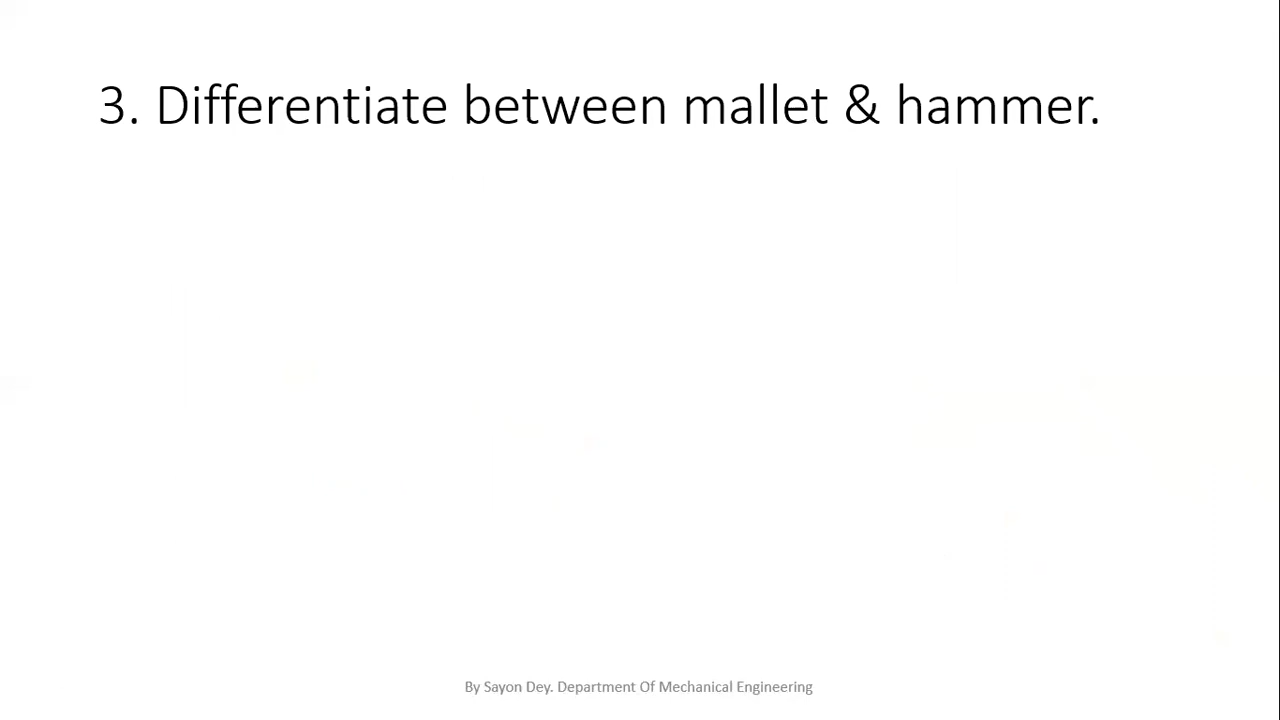 3. Differentiate between mallet & hammer.
By Sayon Dey. Department Of Mechanical Engineering